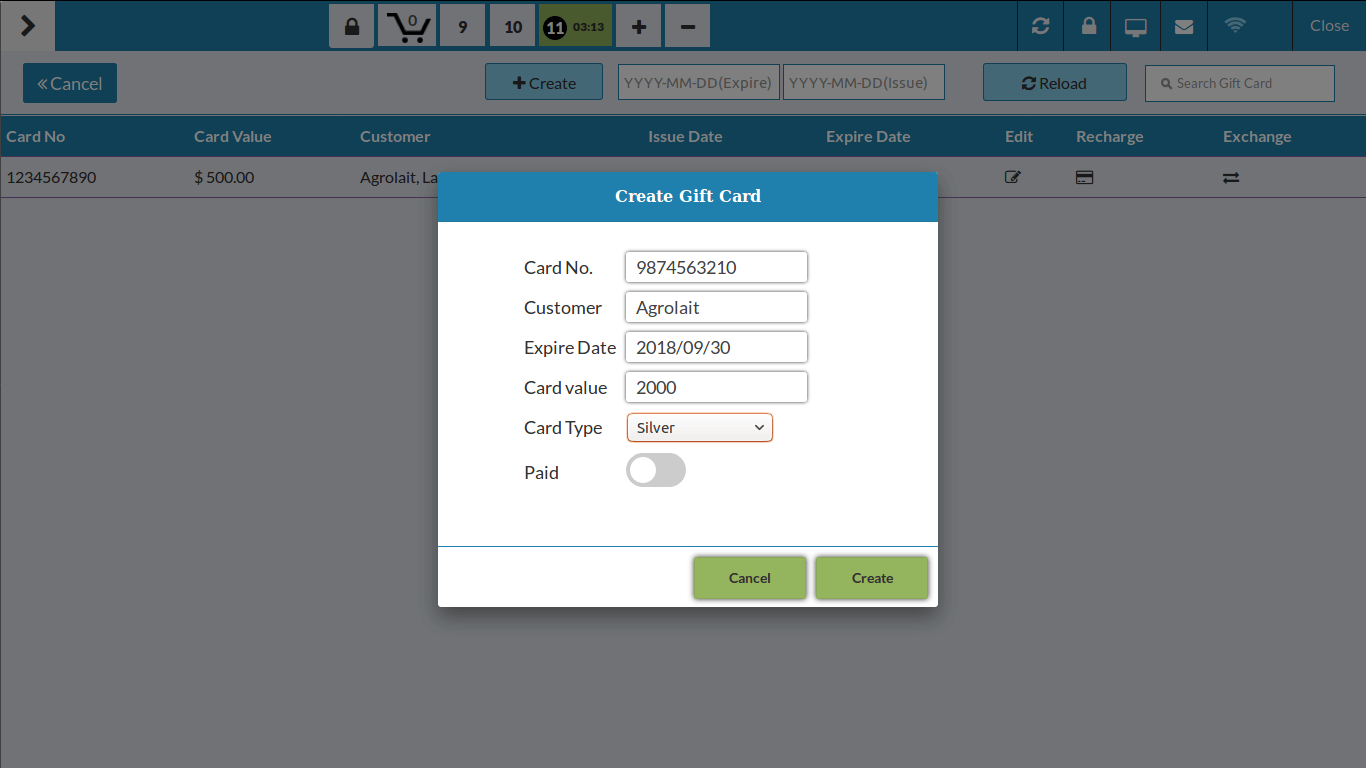 0 9 10 11 03:13 Close
Cancel Create YYYY-MM-DD(Expire) YYYY-MM-DD(Issue) Reload Search Gift Card
Card No Card Value Customer Issue Date Expire Date Edit Recharge Exchange
1234567890 $ 500.00 Agrolait, La
Create Gift Card
Card No. 9874563210
Customer Agrolait
Expire Date 2018/09/30
Card value 2000
Card Type Silver
Paid
Cancel Create